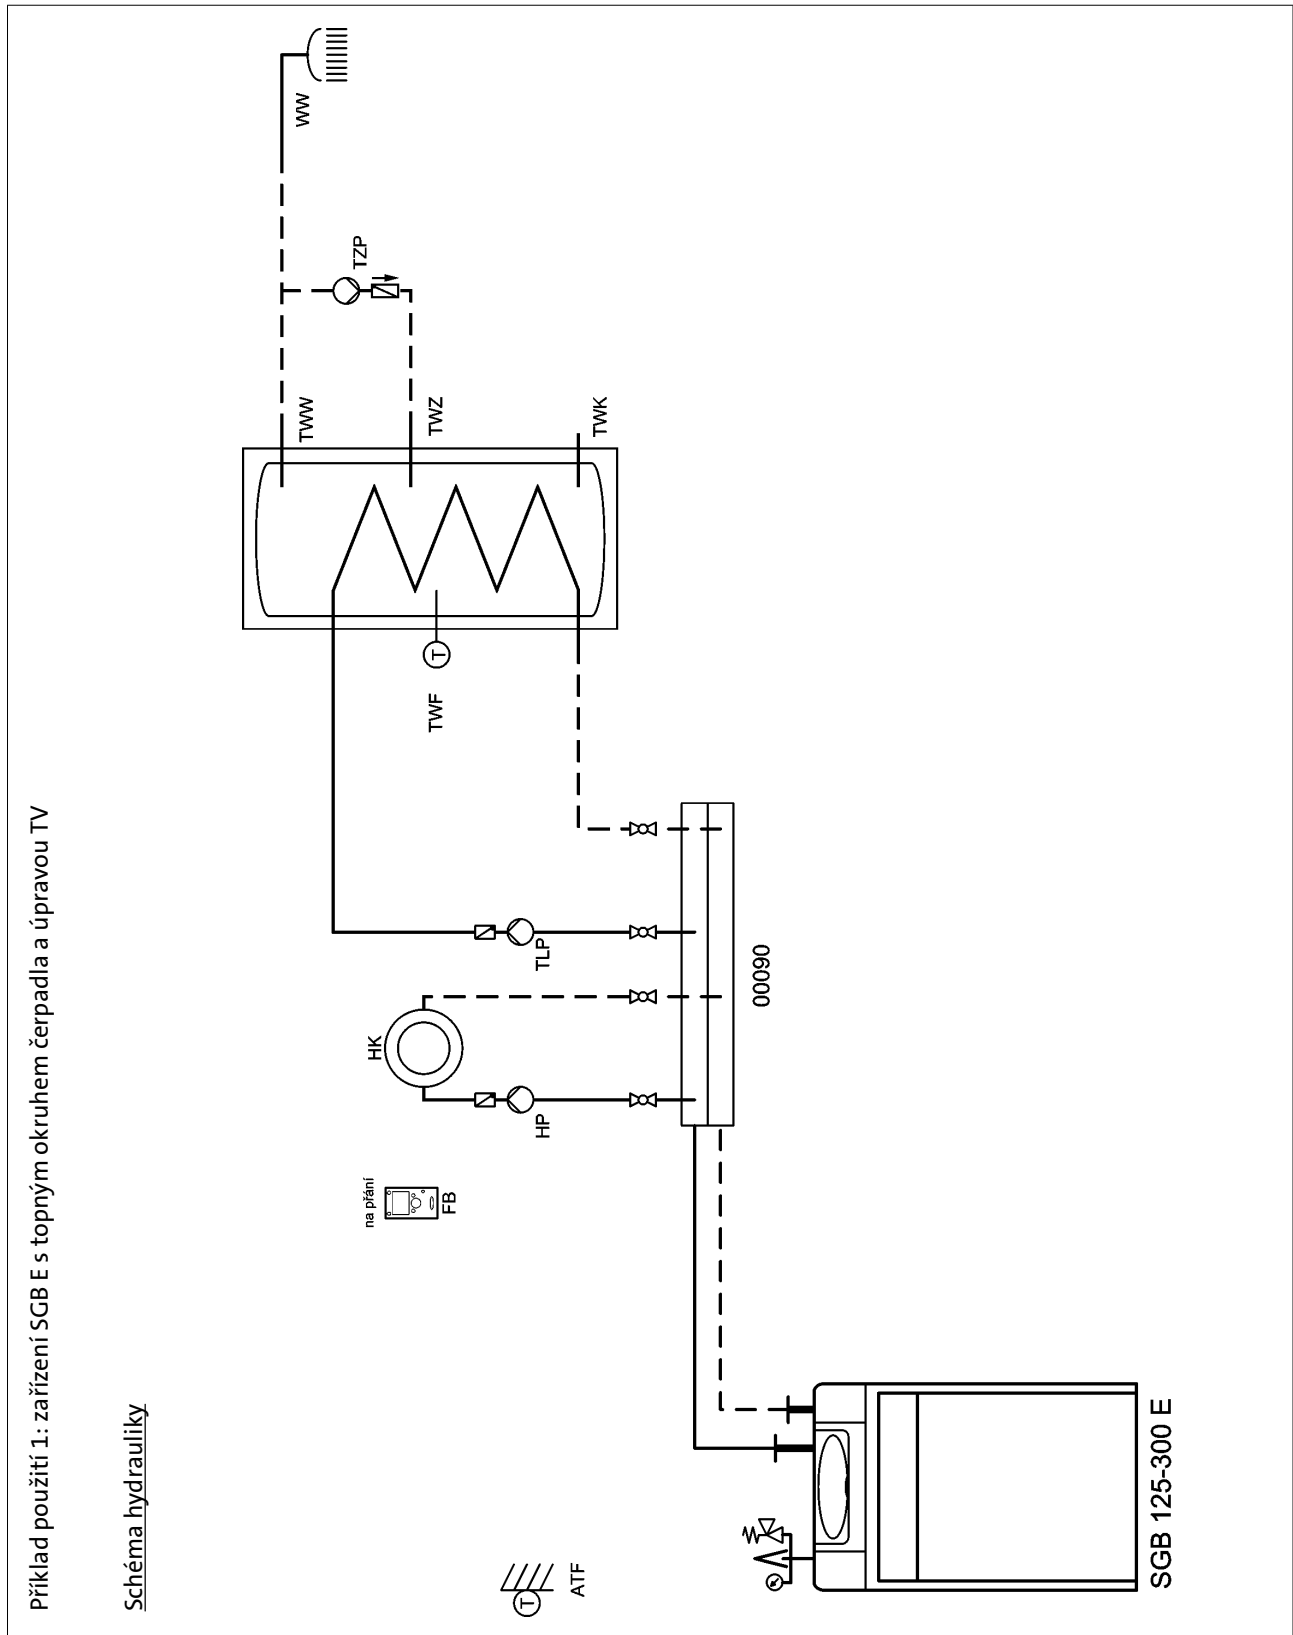 Příklad použití 1: zařízení SGB E s topným okruhem čerpadla a úpravou TV
Schéma hydrauliky
WW
TZP
TWW
TWZ
TWK
T
TWF
TLP
HK
HP
00090
na přání
FB
T
ATF
SGB 125-300 E